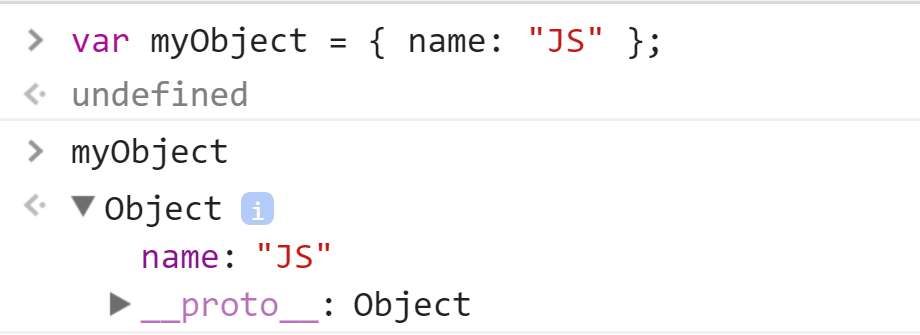 > var myObject = { name: "JS" };
undefined
> myObject
▼ Object i
name: "JS"
▶ __proto__: Object